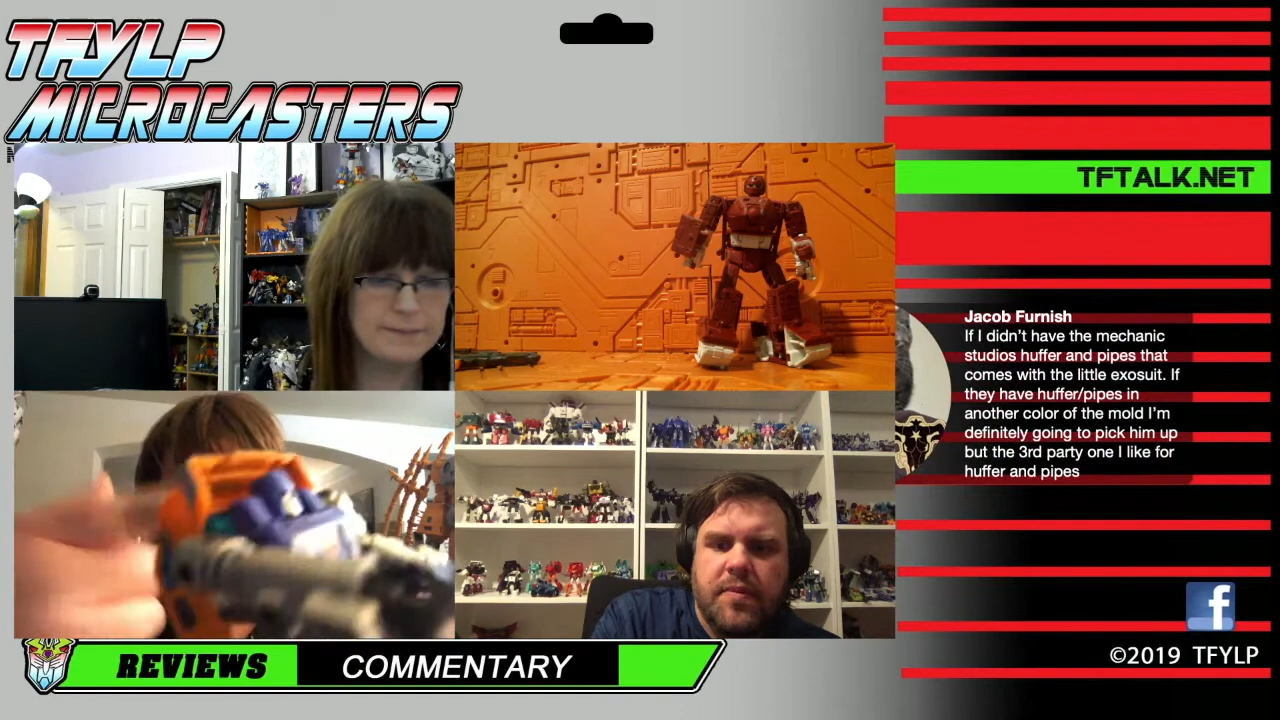 TFYLP
MICROCASTERS
TFTALK.NET
Jacob Furnish
If I didn't have the mechanic
studios huffer and pipes that
comes with the little exosuit. If
they have huffer/pipes in
another color of the mold I'm
definitely going to pick him up
but the 3rd party one I like for
huffer and pipes
f
©2019 TFYLP
REVIEWS
COMMENTARY